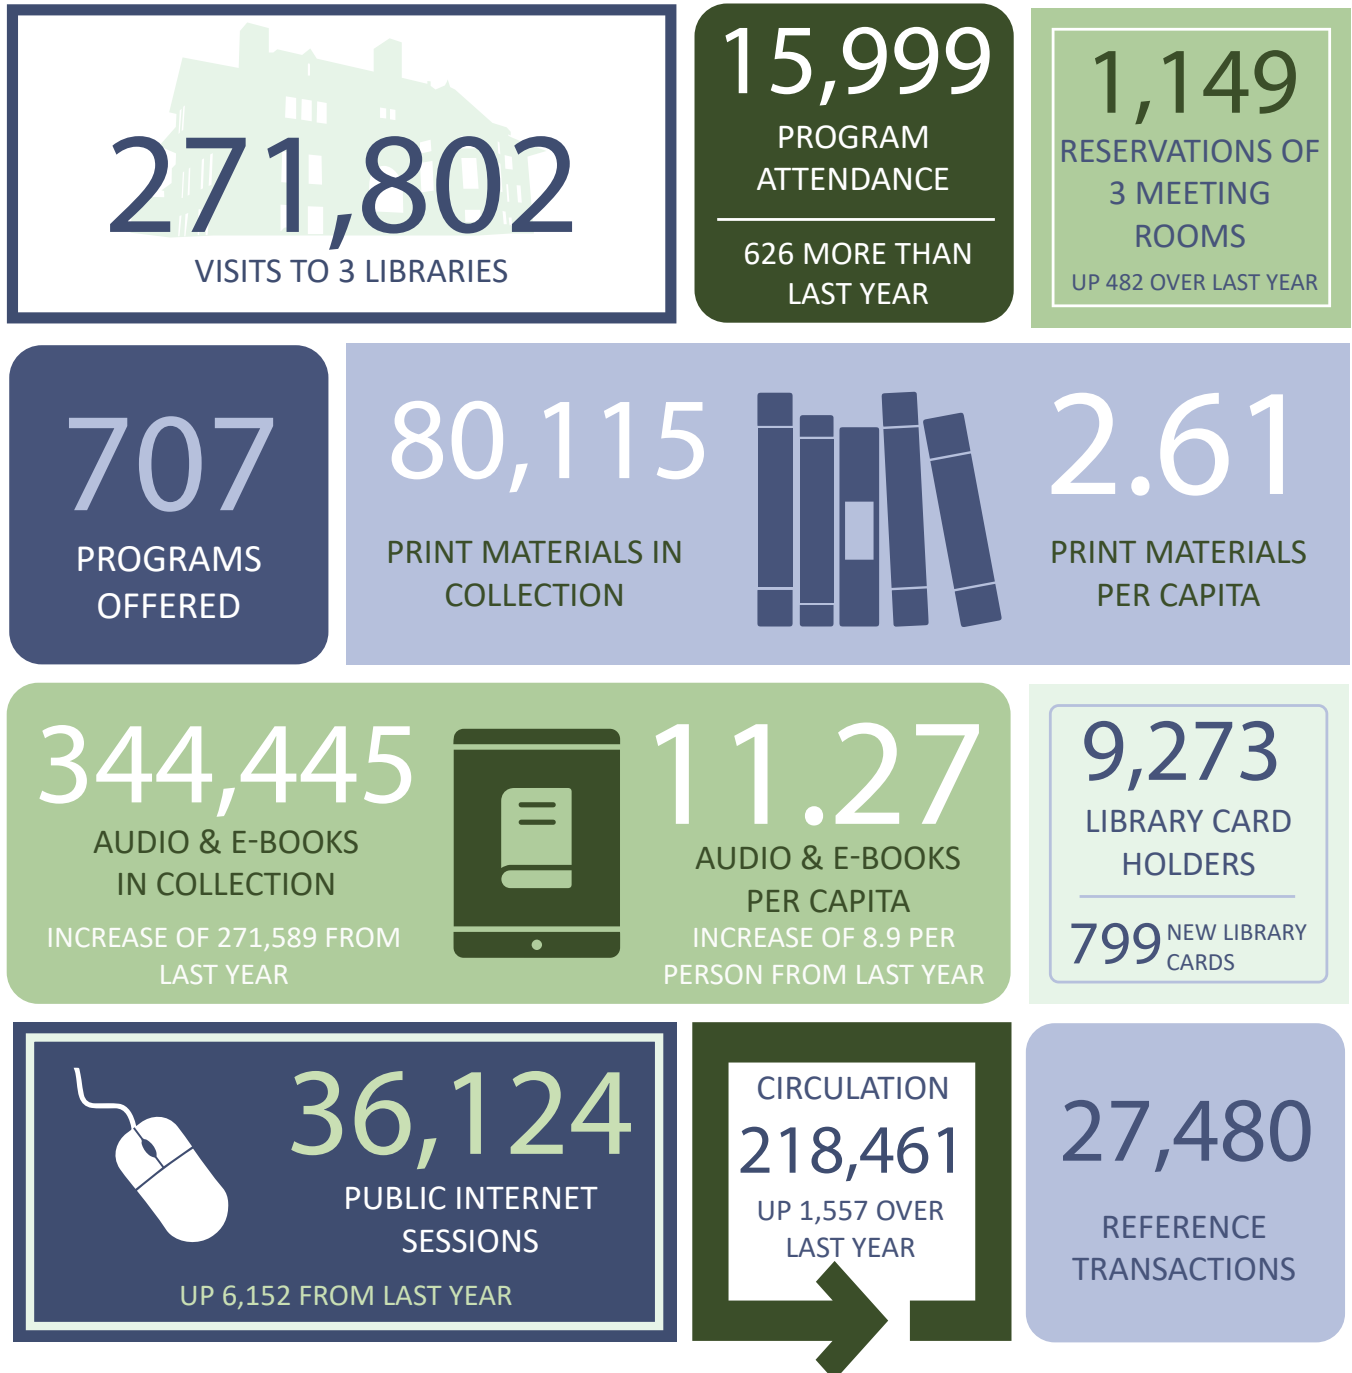 271,802
VISITS TO 3 LIBRARIES
15,999
PROGRAM
ATTENDANCE
626 MORE THAN
LAST YEAR
1,149
RESERVATIONS OF
3 MEETING
ROOMS
UP 482 OVER LAST YEAR
707
PROGRAMS
OFFERED
80,115
PRINT MATERIALS IN
COLLECTION
2.61
PRINT MATERIALS
PER CAPITA
344,445
AUDIO & E-BOOKS
IN COLLECTION
INCREASE OF 271,589 FROM
LAST YEAR
11.27
AUDIO & E-BOOKS
PER CAPITA
INCREASE OF 8.9 PER
PERSON FROM LAST YEAR
9,273
LIBRARY CARD
HOLDERS
799 NEW LIBRARY
CARDS
36,124
PUBLIC INTERNET
SESSIONS
UP 6,152 FROM LAST YEAR
CIRCULATION
218,461
UP 1,557 OVER
LAST YEAR
27,480
REFERENCE
TRANSACTIONS